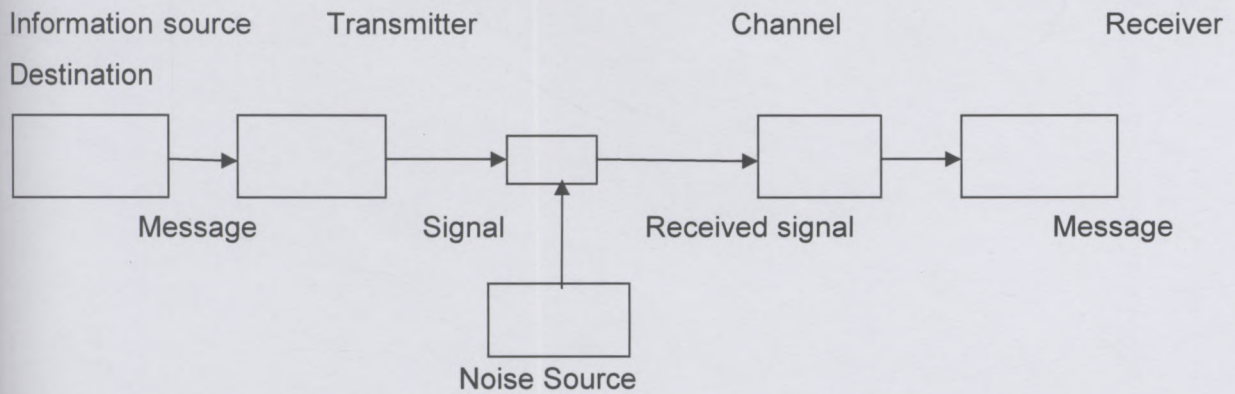 Information source Transmitter Channel Receiver
Destination
Message Signal Received signal Message
Noise Source